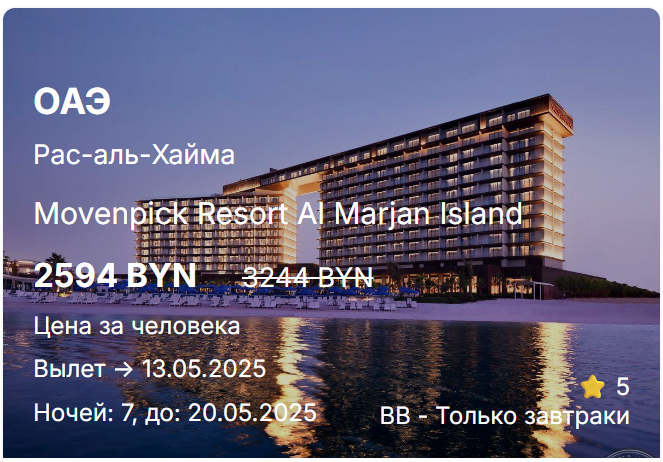 ОАЭ
Рас-аль-Хайма
Movenpick Resort Al Marjan Island
2594 BYN 3244 BYN
Цена за человека
Вылет → 13.05.2025
Ночей: 7, до: 20.05.2025
⭐ 5
BB - Только завтраки